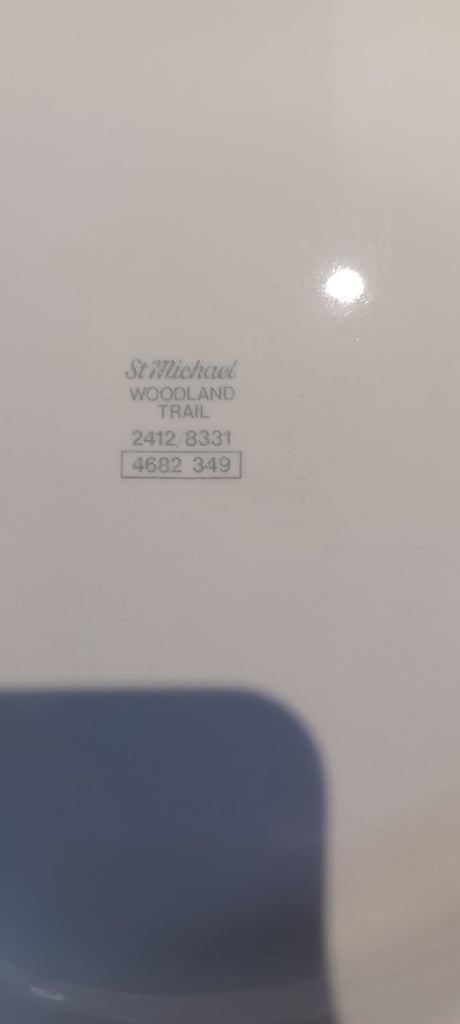 St Michael
WOODLAND
TRAIL
2412/8331
4682 349